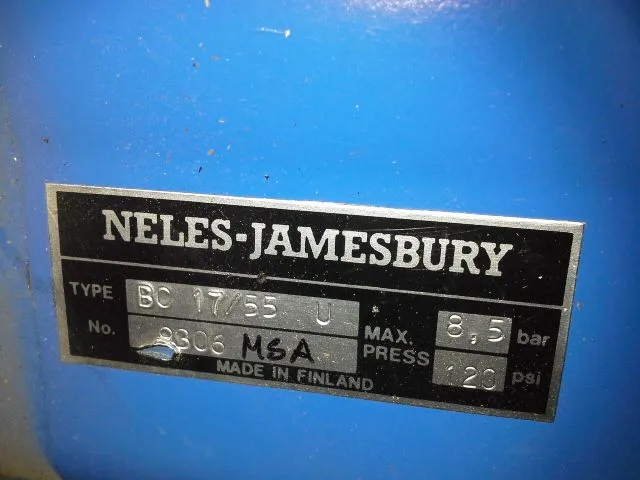 NELES-JAMESBURY
TYPE BC 17/55 U
No. 9306 MSA
MAX. PRESS 8,5 bar
120 psi
MADE IN FINLAND